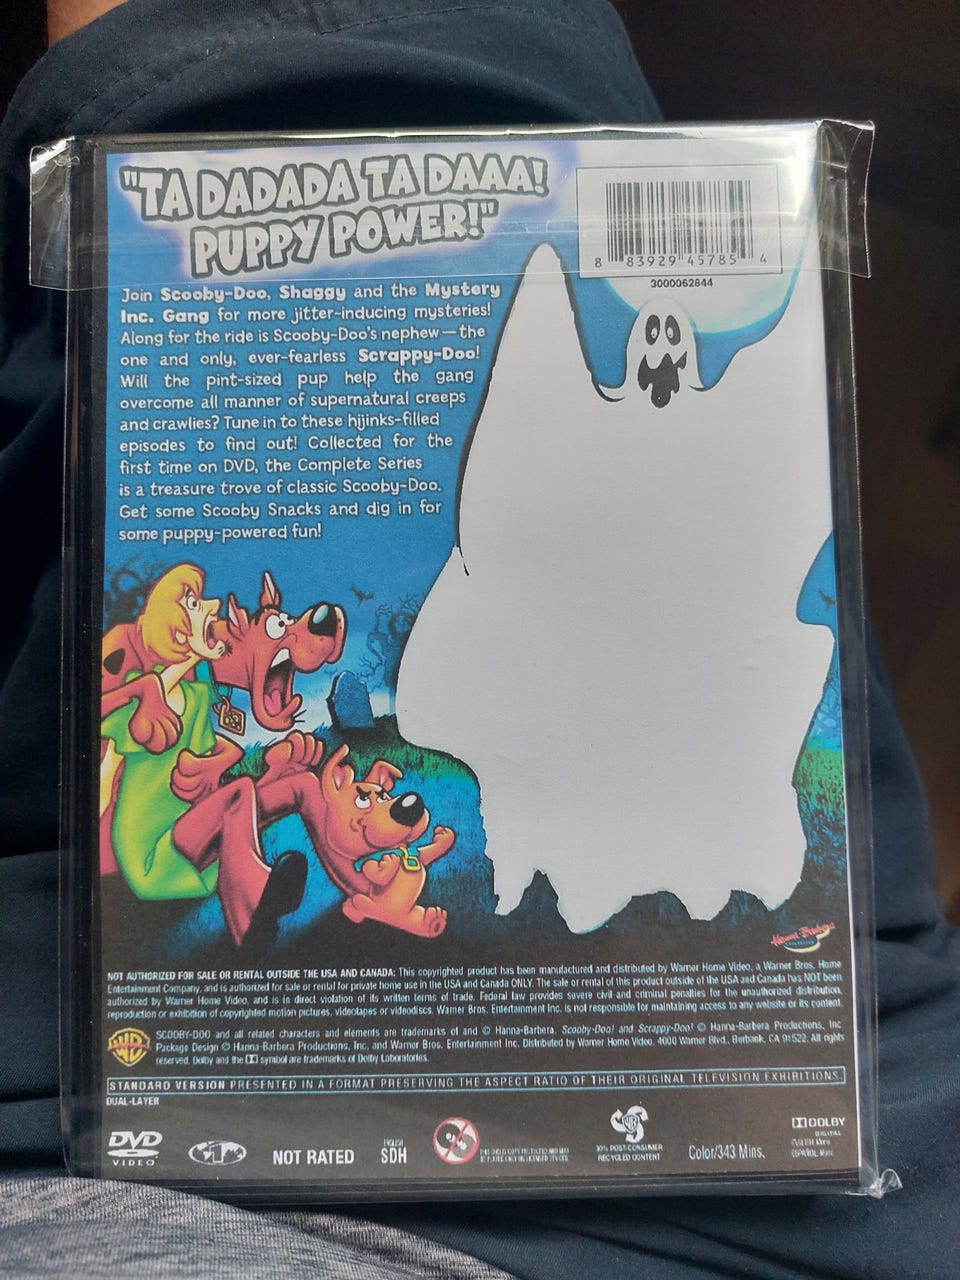 "TA DADADA TA DAAA!
PUPPY POWER!"
8 83929 45785 4
3000062844
Join Scooby-Doo, Shaggy and the Mystery
Inc. Gang for more jitter-inducing mysteries!
Along for the ride is Scooby-Doo's nephew—the
one and only, ever-fearless Scrappy-Doo!
Will the pint-sized pup help the gang
overcome all manner of supernatural creeps
and crawlies? Tune in to these hijinks-filled
episodes to find out! Collected for the
first time on DVD, the Complete Series
is a treasure trove of classic Scooby-Doo.
Get some Scooby Snacks and dig in for
some puppy-powered fun!
Hanna-Barbera
NOT AUTHORIZED FOR SALE OR RENTAL OUTSIDE THE USA AND CANADA: This copyrighted product has been manufactured and distributed by Warner Home Video, a Warner Bros. Home
Entertainment Company, and is authorized for sale or rental for private home use in the USA and Canada ONLY. The sale or rental of this product outside of the USA and Canada has NOT been
authorized by Warner Home Video, and is in direct violation of its written terms of trade. Federal law provides severe civil and criminal penalties for the unauthorized distribution,
reproduction or exhibition of copyrighted motion pictures, videotapes or videodiscs. Warner Bros. Entertainment Inc. is not responsible for maintaining access to any website or its content.
WB
SCOOBY-DOO and all related characters and elements are trademarks of and © Hanna-Barbera. Scooby-Doo! and Scrappy-Doo! © Hanna-Barbera Productions, Inc.
Package Design © Hanna-Barbera Productions, Inc. and Warner Bros. Entertainment Inc. Distributed by Warner Home Video. 4000 Warner Blvd., Burbank, CA 91522. All rights
reserved. Dolby and the DD symbol are trademarks of Dolby Laboratories.
STANDARD VERSION PRESENTED IN A FORMAT PRESERVING THE ASPECT RATIO OF THEIR ORIGINAL TELEVISION EXHIBITIONS.
DUAL-LAYER
DVD
VIDEO
1
NOT RATED
ENGLISH
SDH
30% POST-CONSUMER
RECYCLED CONTENT
Color/343 Mins.
DOLBY
DIGITAL
ENGLISH Mono
ESPAÑOL Mono